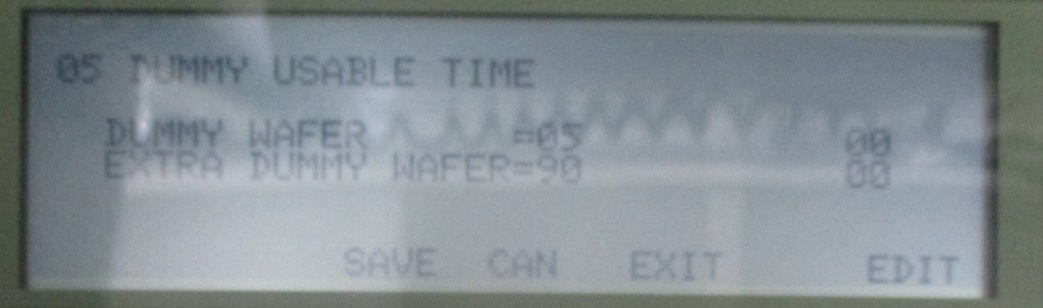 05 DUMMY USABLE TIME
DUMMY WAFER =05 00
EXTRA DUMMY WAFER=90 00
SAVE CAN EXIT EDIT